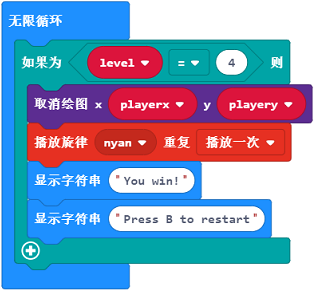 无限循环
如果为 level = 4 则
取消绘图 x playerx y playery
播放旋律 nyan 重复 播放一次
显示字符串 "You win!"
显示字符串 "Press B to restart"